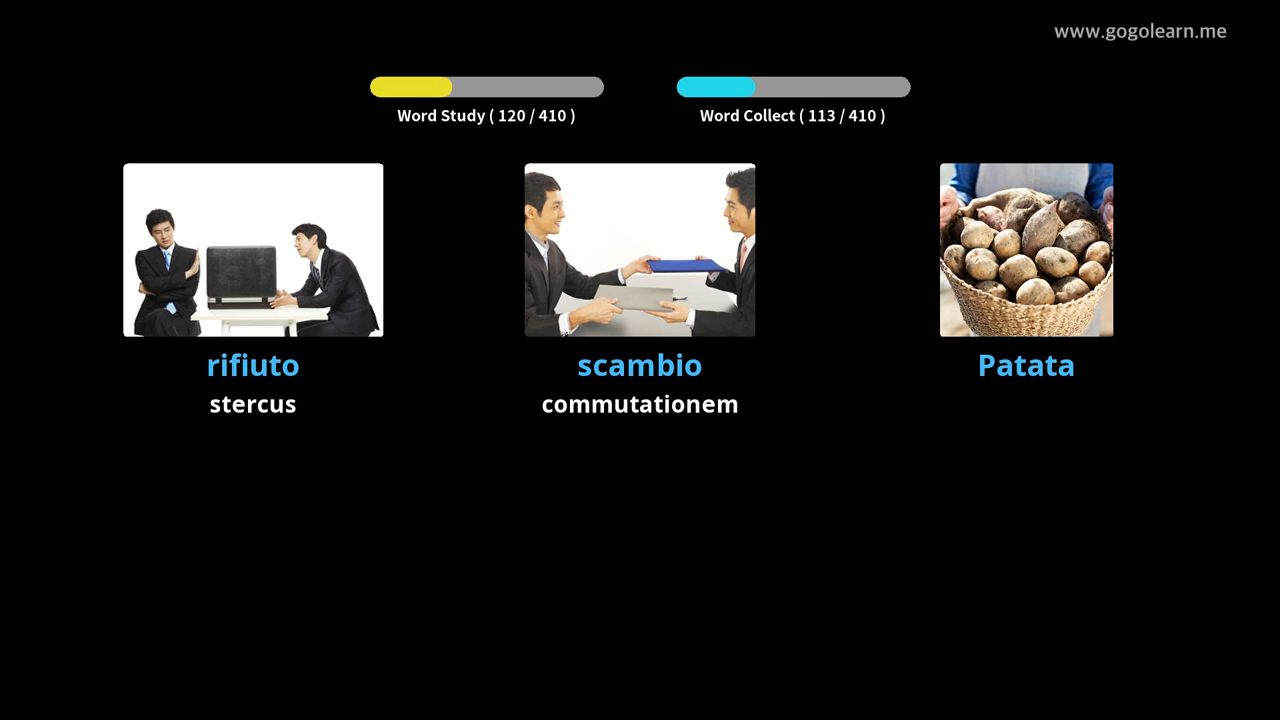 www.gogolearn.me
Word Study ( 120 / 410 )
Word Collect ( 113 / 410 )
rifiuto
scambio
Patata
stercus
commutationem